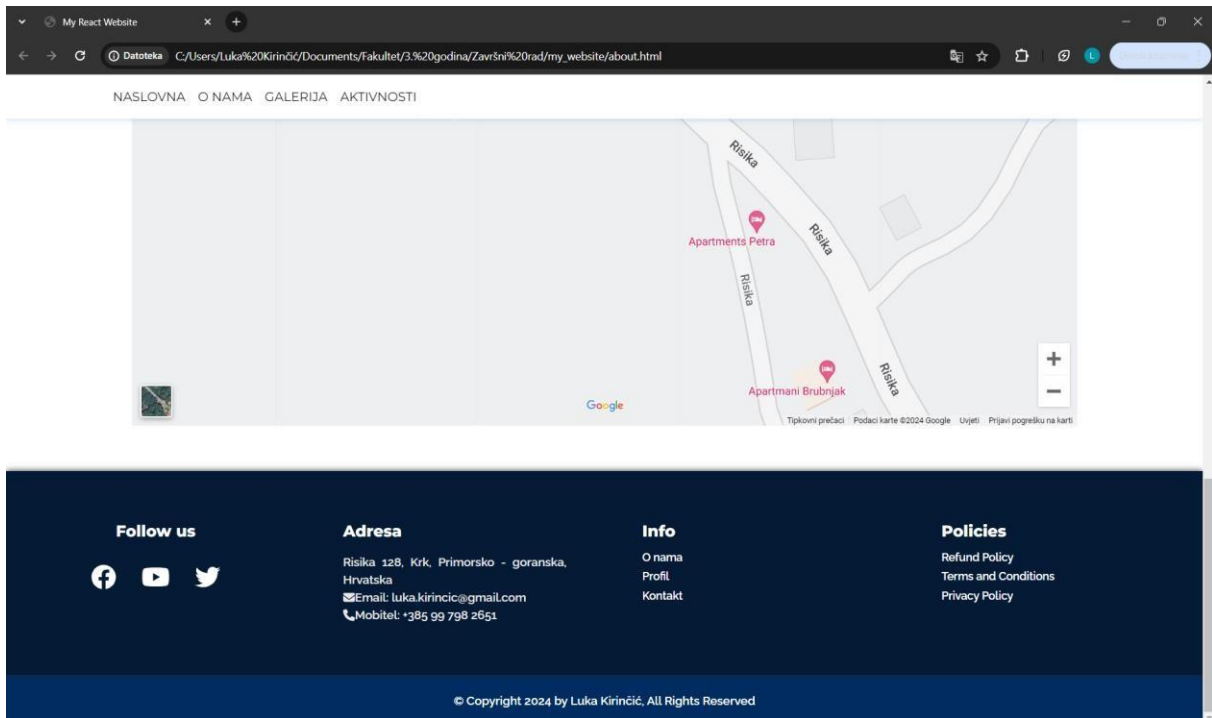 My React Website
Datoteka C:/Users/Luka%20Kirinčić/Documents/Fakultet/3.%20godina/Završni%20rad/my_website/about.html
L
NASLOVNA O NAMA GALERIJA AKTIVNOSTI
Risika
Risika
Apartments Petra
Risika
Risika
Apartmani Brubnjak
Google
Tipkovni prečaci Podaci karte ©2024 Google Uvjeti Prijavi pogrešku na karti
Follow us
Adresa
Risika 128, Krk, Primorsko - goranska,
Hrvatska
Email: luka.kirincic@gmail.com
Mobitel: +385 99 798 2651
Info
O nama
Profil
Kontakt
Policies
Refund Policy
Terms and Conditions
Privacy Policy
© Copyright 2024 by Luka Kirinčić, All Rights Reserved